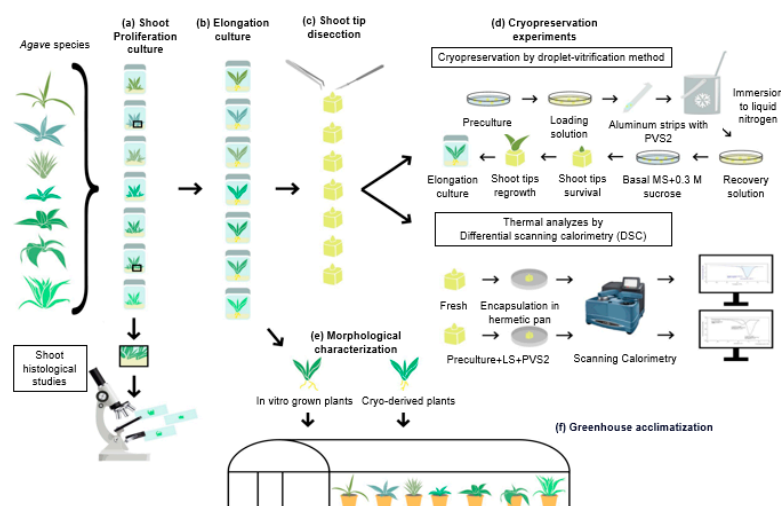 Agave species
(a) Shoot
Proliferation
culture
(b) Elongation
culture
(c) Shoot tip
disecction
(d) Cryopreservation
experiments
Cryopreservation by droplet-vitrification method
Preculture
Loading
solution
Aluminum strips with
PVS2
Immersion
to liquid
nitrogen
Elongation
culture
Shoot tips
regrowth
Shoot tips
survival
Basal MS+0.3 M
sucrose
Recovery
solution
Thermal analyzes by
Differential scanning calorimetry (DSC)
Fresh
Encapsulation in
hermetic pan
Preculture+LS+PVS2
Scanning Calorimetry
Shoot
histological
studies
(e) Morphological
characterization
In vitro grown plants
Cryo-derived plants
(f) Greenhouse acclimatization